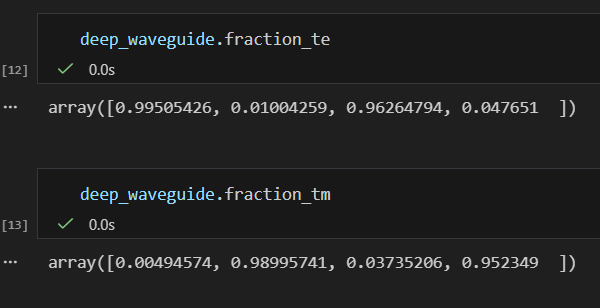 deep_waveguide.fraction_te
[12] 0.0s
... array([0.99505426, 0.01004259, 0.96264794, 0.047651  ])
deep_waveguide.fraction_tm
[13] 0.0s
... array([0.00494574, 0.98995741, 0.03735206, 0.952349  ])